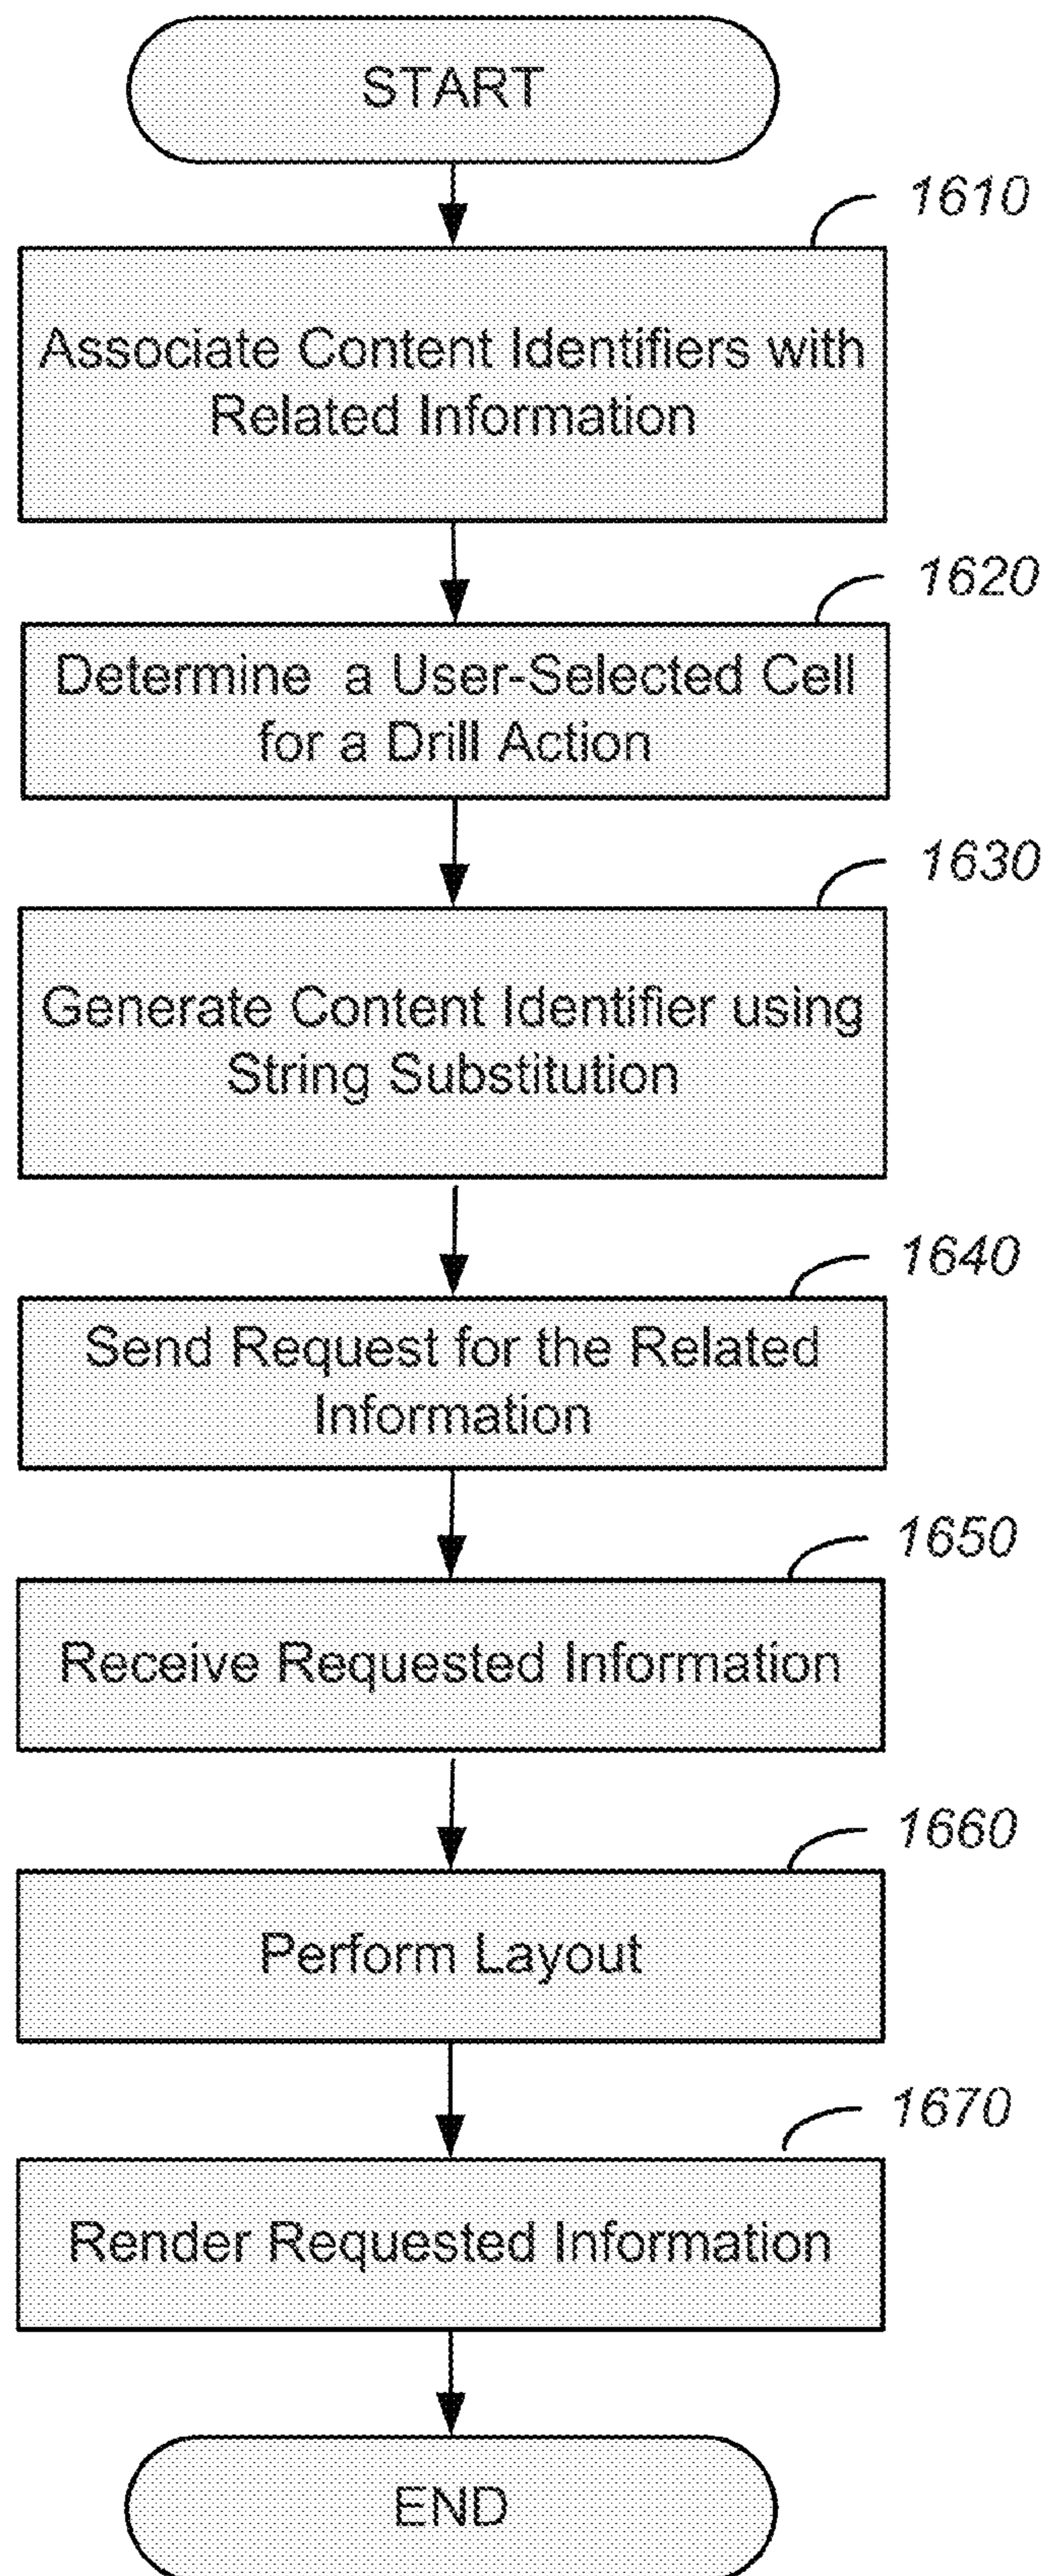 START
1610
Associate Content Identifiers with
Related Information
1620
Determine a User-Selected Cell
for a Drill Action
1630
Generate Content Identifier using
String Substitution
1640
Send Request for the Related
Information
1650
Receive Requested Information
1660
Perform Layout
1670
Render Requested Information
END